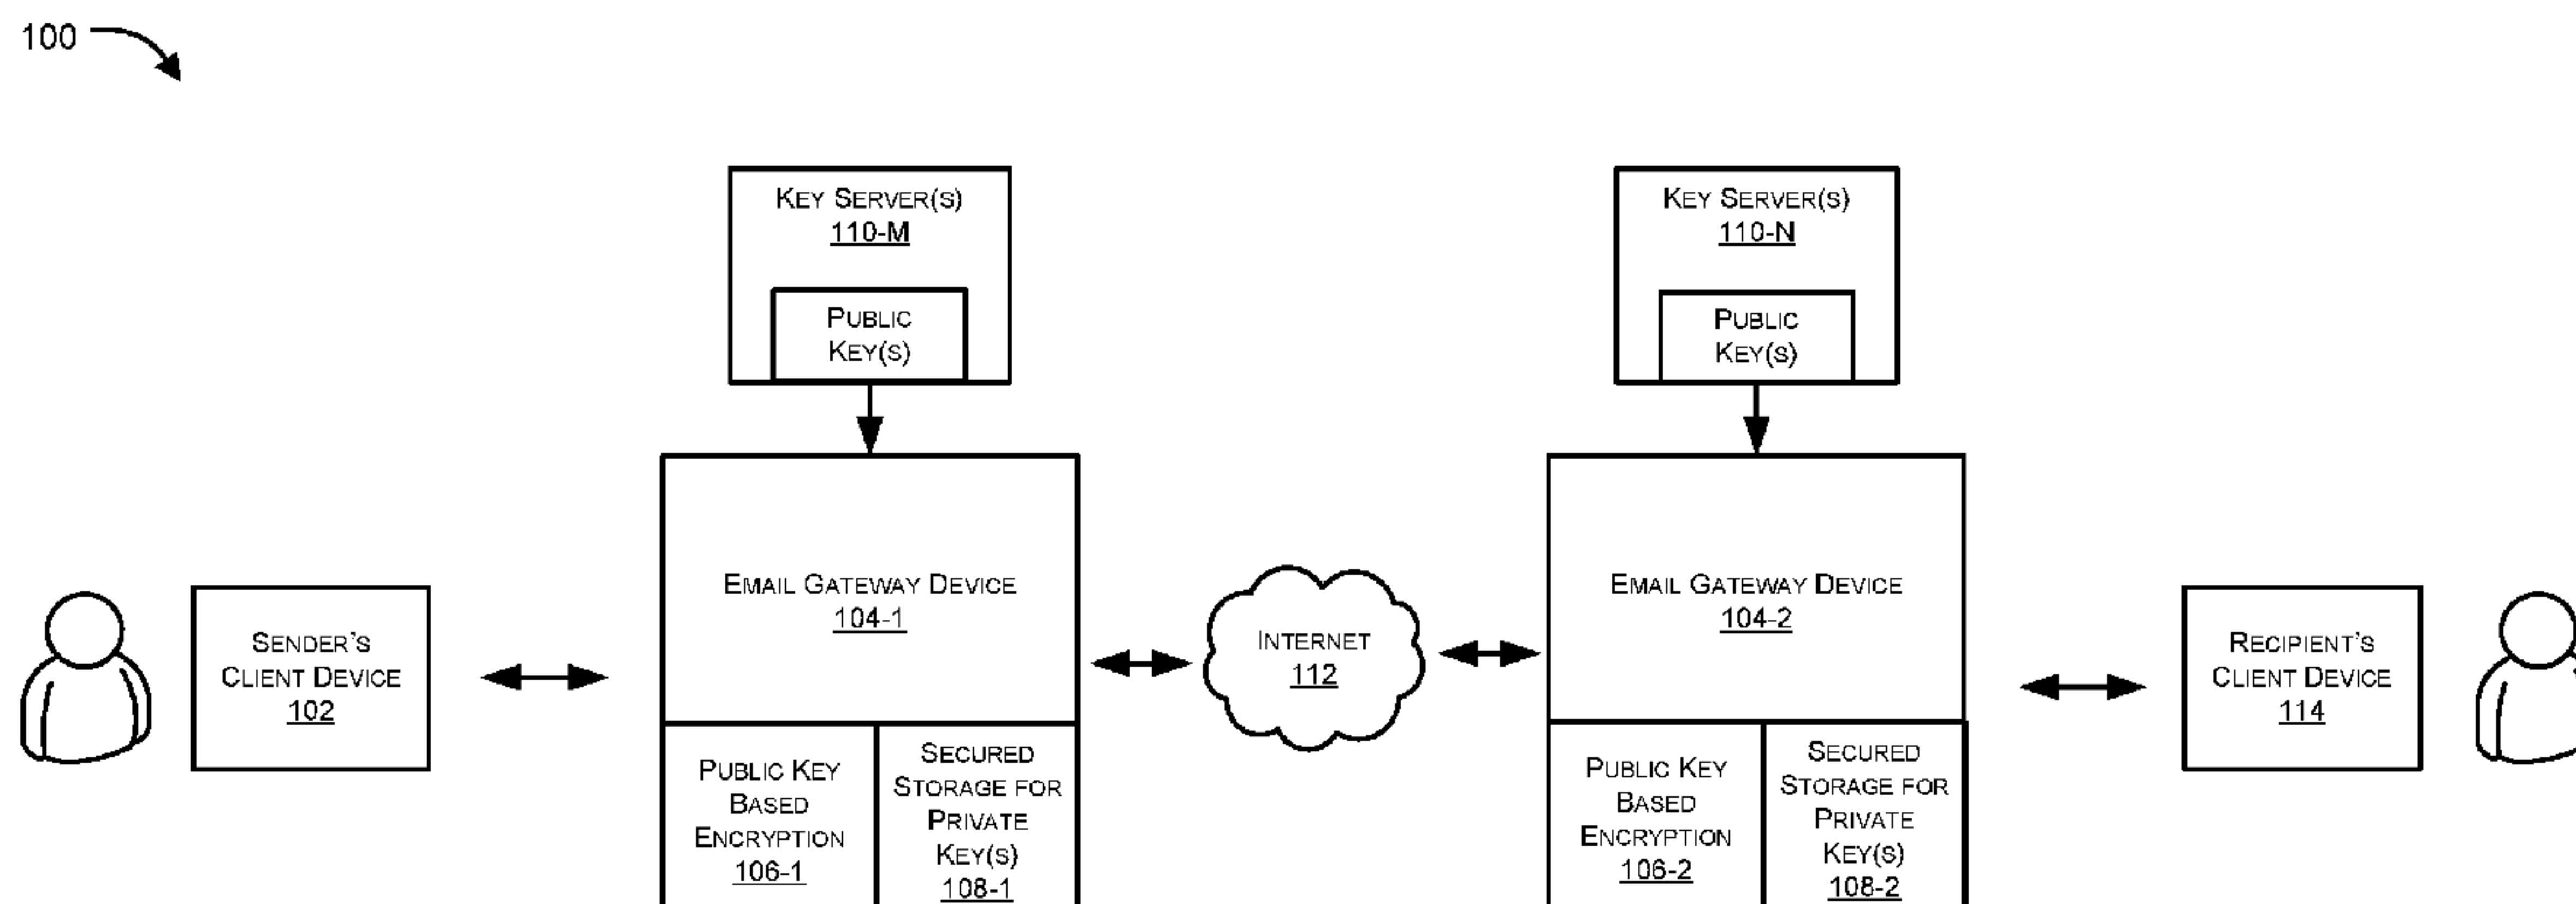 100
Key Server(s)
110-M
Public
Key(s)
Key Server(s)
110-N
Public
Key(s)
Sender's
Client Device
102
Email Gateway Device
104-1
Public Key
Based
Encryption
106-1
Secured
Storage for
Private
Key(s)
108-1
Internet
112
Email Gateway Device
104-2
Public Key
Based
Encryption
106-2
Secured
Storage for
Private
Key(s)
108-2
Recipient's
Client Device
114